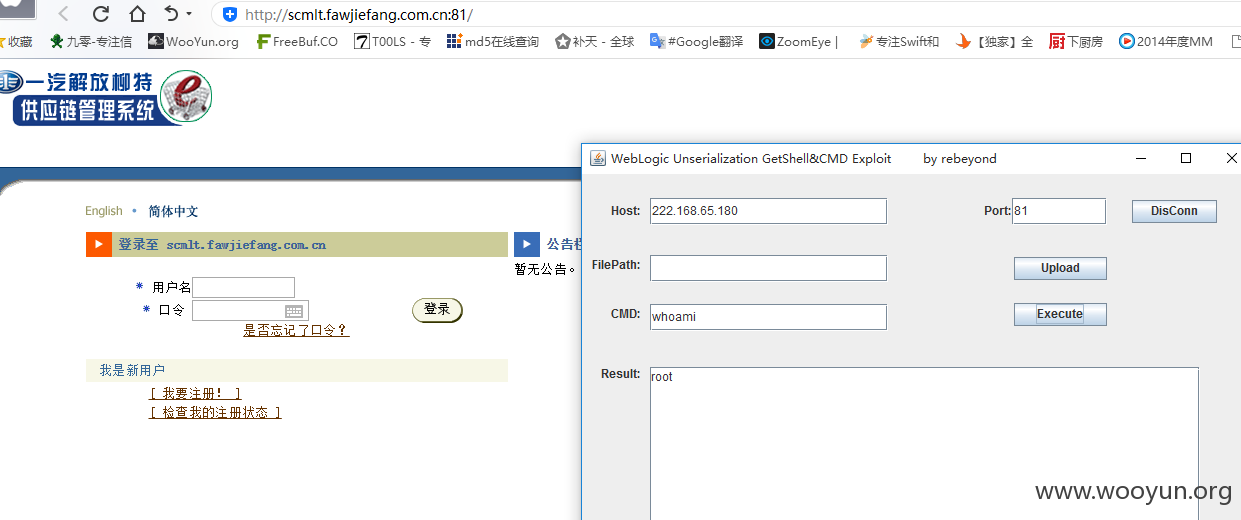 http://scmlt.fawjiefang.com.cn:81/
收藏 九零-专注信 WooYun.org FreeBuf.CO T00LS - 专 md5在线查询 补天 - 全球 #Google翻译 ZoomEye | 专注Swift和 【独家】全 厨 下厨房 2014年度MM
一汽解放柳特
供应链管理系统
WebLogic Unserialization GetShell&CMD Exploit by rebeyond
Host: 222.168.65.180 Port: 81 DisConn
English • 简体中文
登录至 scmlt.fawjiefang.com.cn
公告栏
暂无公告。
FilePath: Upload
* 用户名
* 口令
登录
是否忘记了口令？
CMD: whoami Execute
我是新用户
[ 我要注册！ ]
[ 检查我的注册状态 ]
Result: root
www.wooyun.org